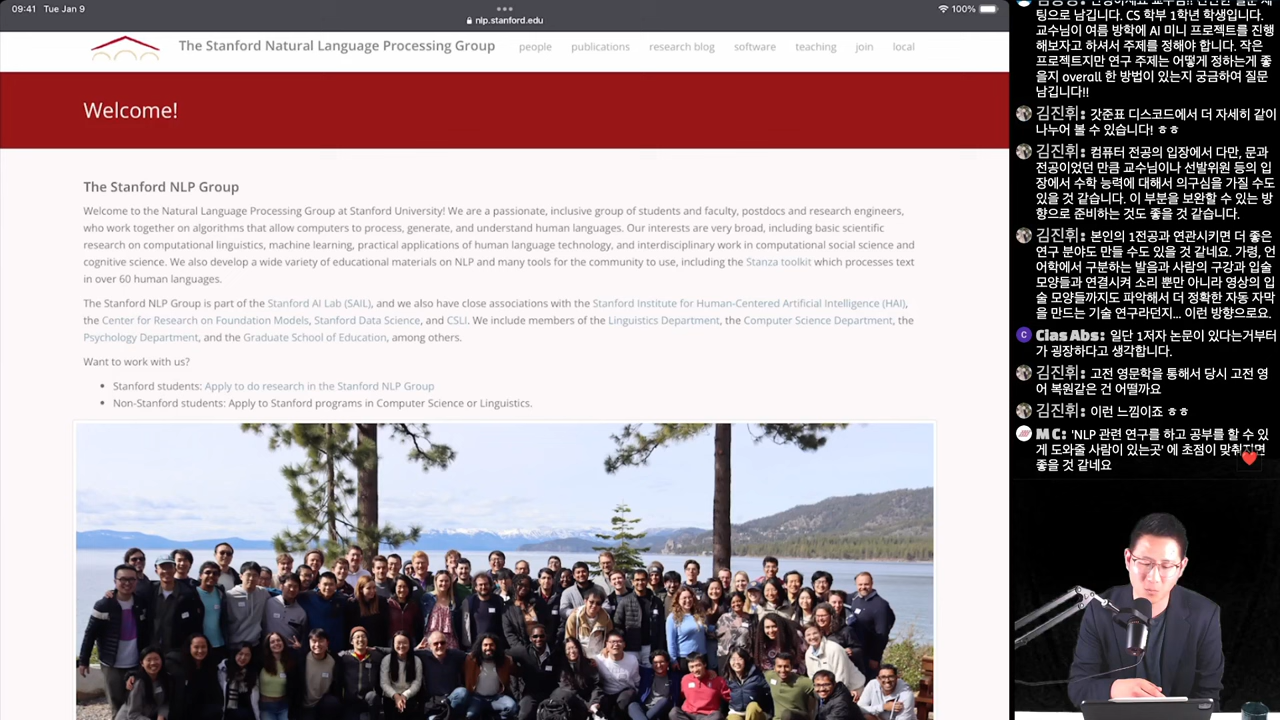 09:41 Tue Jan 9
nlp.stanford.edu
100%
The Stanford Natural Language Processing Group
people publications research blog software teaching join local
Welcome!
The Stanford NLP Group
Welcome to the Natural Language Processing Group at Stanford University! We are a passionate, inclusive group of students and faculty, postdocs and research engineers,
who work together on algorithms that allow computers to process, generate, and understand human languages. Our interests are very broad, including basic scientific
research on computational linguistics, machine learning, practical applications of human language technology, and interdisciplinary work in computational social science and
cognitive science. We also develop a wide variety of educational materials on NLP and many tools for the community to use, including the Stanza toolkit which processes text
in over 60 human languages.
The Stanford NLP Group is part of the Stanford AI Lab (SAIL), and we also have close associations with the Stanford Institute for Human-Centered Artificial Intelligence (HAI),
the Center for Research on Foundation Models, Stanford Data Science, and CSLI. We include members of the Linguistics Department, the Computer Science Department, the
Psychology Department, and the Graduate School of Education, among others.
Want to work with us?
• Stanford students: Apply to do research in the Stanford NLP Group
• Non-Stanford students: Apply to Stanford programs in Computer Science or Linguistics.
팅으로 남깁니다. CS 학부 1학년 학생입니다.
교수님이 여름 방학에 AI 미니 프로젝트를 진행
해보자고 하셔서 주제를 정해야 합니다. 작은
프로젝트지만 연구 주제는 어떻게 정하는게 좋
을지 overall 한 방법이 있는지 궁금하여 질문
남깁니다!!
김진휘: 갓준표 디스코드에서 더 자세히 같이
나누어 볼 수 있습니다! ㅎㅎ
김진휘: 컴퓨터 전공의 입장에서 다만, 문과
전공이었던 만큼 교수님이나 선발위원 등의 입
장에서 수학 능력에 대해서 의구심을 가질 수도
있을 것 같습니다. 이 부분을 보완할 수 있는 방
향으로 준비하는 것도 좋을 것 같습니다.
김진휘: 본인의 1전공과 연관시키면 더 좋은
연구 분야도 만들 수도 있을 것 같네요. 가령, 언
어학에서 구분하는 발음과 사람의 구강과 입술
모양들과 연결시켜 소리 뿐만 아니라 영상의 입
술 모양들까지도 파악해서 더 정확한 자동 자막
을 만드는 기술 연구라던지... 이런 방향으로요.
C Clas Abs: 일단 1저자 논문이 있다는거부터
가 굉장하다고 생각합니다.
김진휘: 고전 영문학을 통해서 당시 고전 영
어 복원같은 건 어떨까요
김진휘: 이런 느낌이죠 ㅎㅎ
M C: 'NLP 관련 연구를 하고 공부를 할 수 있
게 도와줄 사람이 있는곳' 에 초점이 맞춰지면
좋을 것 같네요